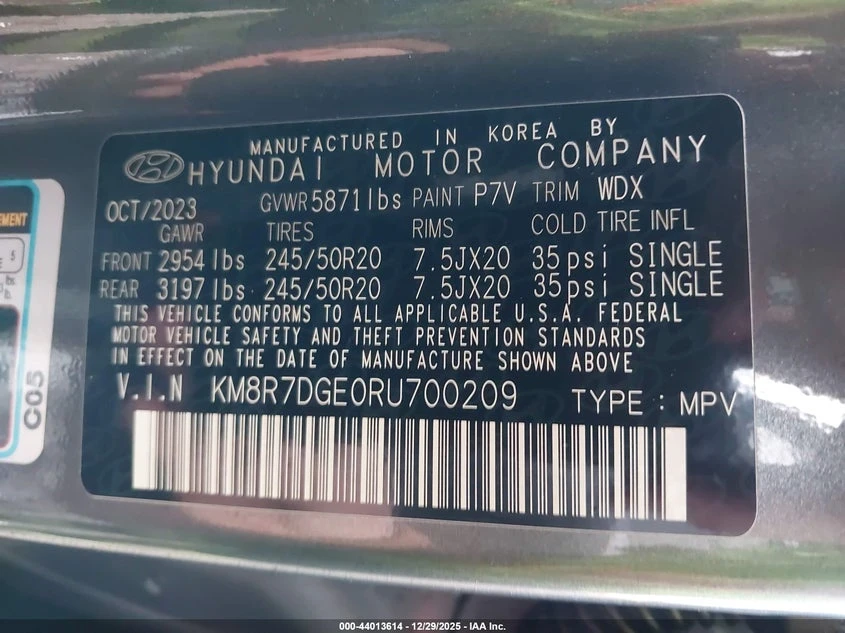 MANUFACTURED IN KOREA BY
HYUNDAI MOTOR COMPANY
OCT/2023 GVWR 5871lbs PAINT P7V TRIM WDX
GAWR TIRES RIMS COLD TIRE INFL
FRONT 2954 lbs 245/50R20 7.5JX20 35psi SINGLE
REAR 3197 lbs 245/50R20 7.5JX20 35psi SINGLE
THIS VEHICLE CONFORMS TO ALL APPLICABLE U.S.A. FEDERAL
MOTOR VEHICLE SAFETY AND THEFT PREVENTION STANDARDS
IN EFFECT ON THE DATE OF MANUFACTURE SHOWN ABOVE
V.I.N KM8R7DGE0RU700209 TYPE : MPV
C05
000-44013614 - 12/29/2025 - IAA Inc.